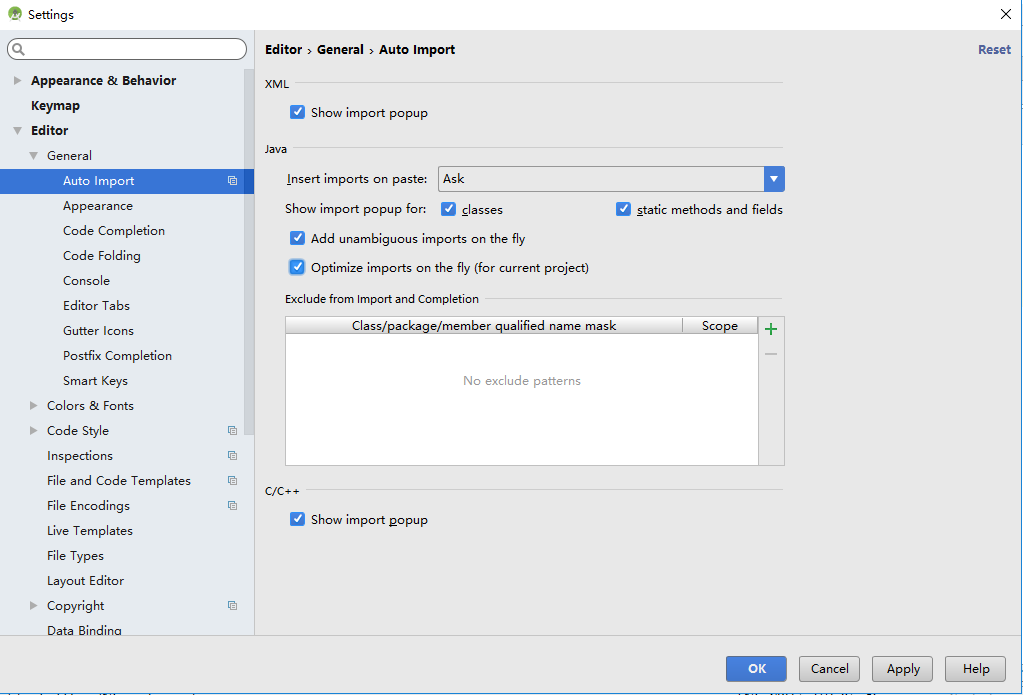 Settings
Editor › General › Auto Import
Reset
Appearance & Behavior
Keymap
Editor
General
Auto Import
Appearance
Code Completion
Code Folding
Console
Editor Tabs
Gutter Icons
Postfix Completion
Smart Keys
Colors & Fonts
Code Style
Inspections
File and Code Templates
File Encodings
Live Templates
File Types
Layout Editor
Copyright
Data Binding
XML
Show import popup
Java
Insert imports on paste: Ask
Show import popup for: classes static methods and fields
Add unambiguous imports on the fly
Optimize imports on the fly (for current project)
Exclude from Import and Completion
Class/package/member qualified name mask Scope
No exclude patterns
C/C++
Show import popup
OK Cancel Apply Help